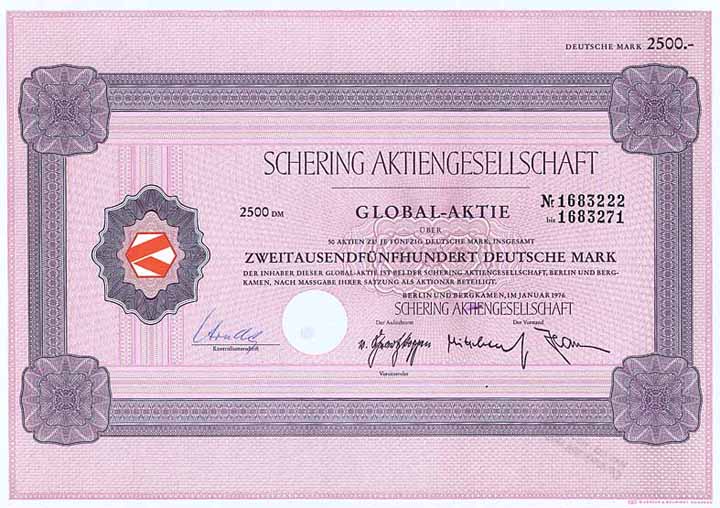 DEUTSCHE MARK 2500.-
SCHERING AKTIENGESELLSCHAFT
2500 DM GLOBAL-AKTIE Nr. 1683222
bis 1683271
ÜBER
50 AKTIEN ZU JE FÜNFZIG DEUTSCHE MARK, INSGESAMT
ZWEITAUSENDFÜNFHUNDERT DEUTSCHE MARK
DER INHABER DIESER GLOBAL-AKTIE IST BEI DER SCHERING AKTIENGESELLSCHAFT, BERLIN UND BERG-
KAMEN, NACH MASSGABE IHRER SATZUNG ALS AKTIONÄR BETEILIGT.
BERLIN UND BERGKAMEN, IM JANUAR 1976
SCHERING AKTIENGESELLSCHAFT
Der Aufsichtsrat Der Vorstand
Kontrollunterschrift
Vorsitzender